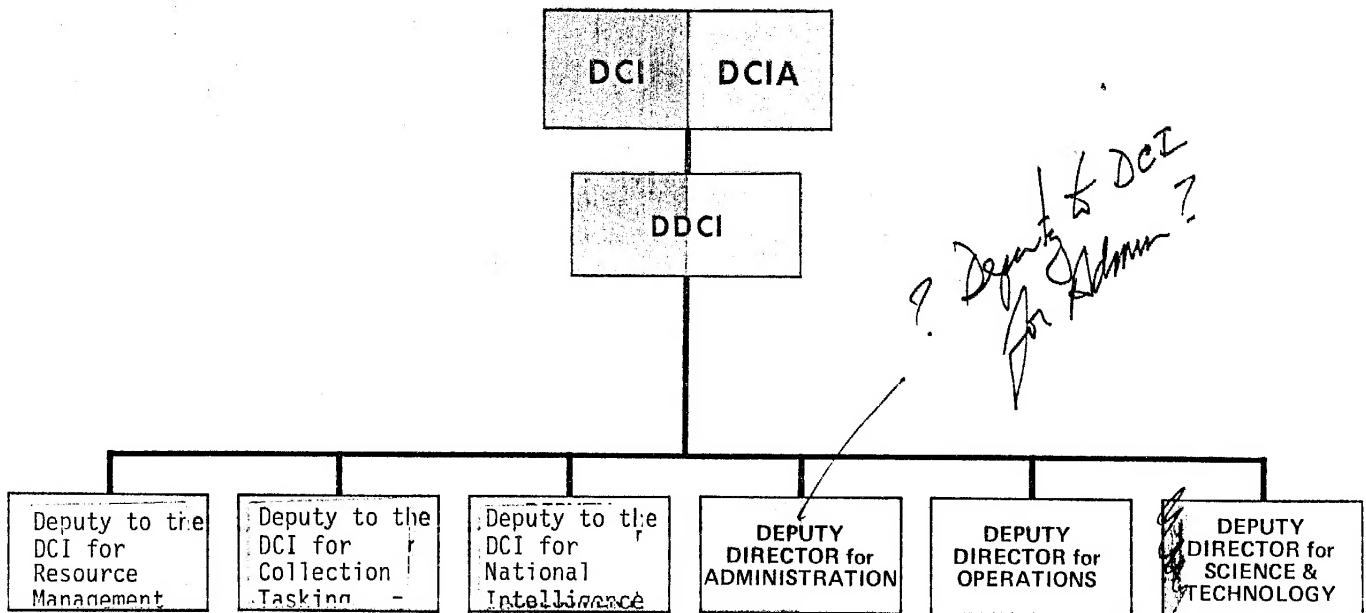 DCI DCIA
DDCI
? Deputy to DCI
for Admin ?
Deputy to the
DCI for
Resource
Management
Deputy to the
DCI for
Collection
Tasking
Deputy to the
DCI for
National
Intelligence
DEPUTY
DIRECTOR for
ADMINISTRATION
DEPUTY
DIRECTOR for
OPERATIONS
DEPUTY
DIRECTOR for
SCIENCE &
TECHNOLOGY